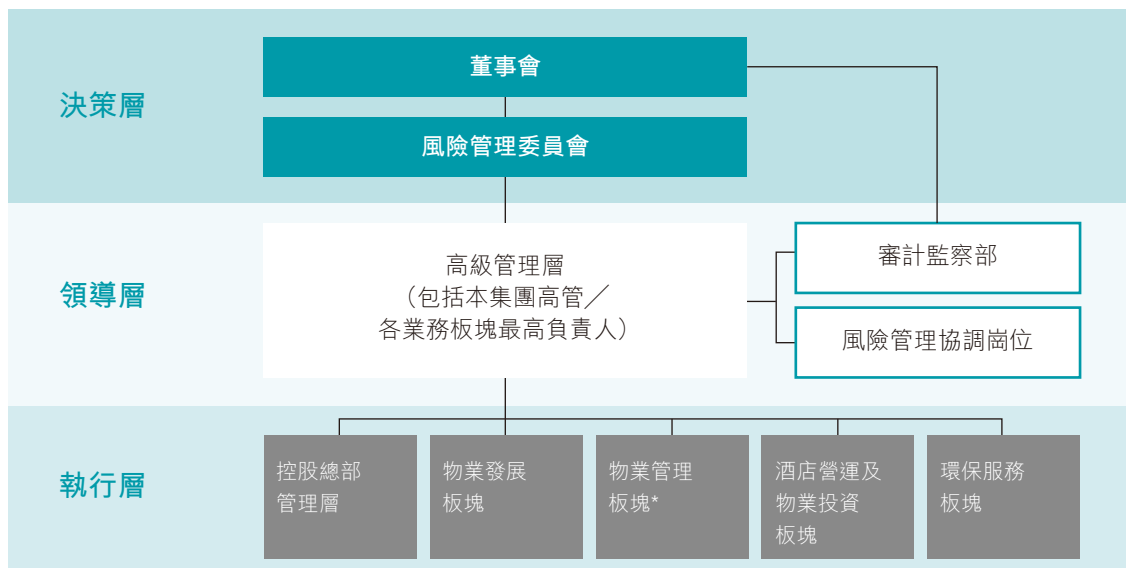 決策層
董事會
風險管理委員會
領導層
高級管理層
（包括本集團高管／
各業務板塊最高負責人）
審計監察部
風險管理協調崗位
執行層
控股總部
管理層
物業發展
板塊
物業管理
板塊*
酒店營運及
物業投資
板塊
環保服務
板塊